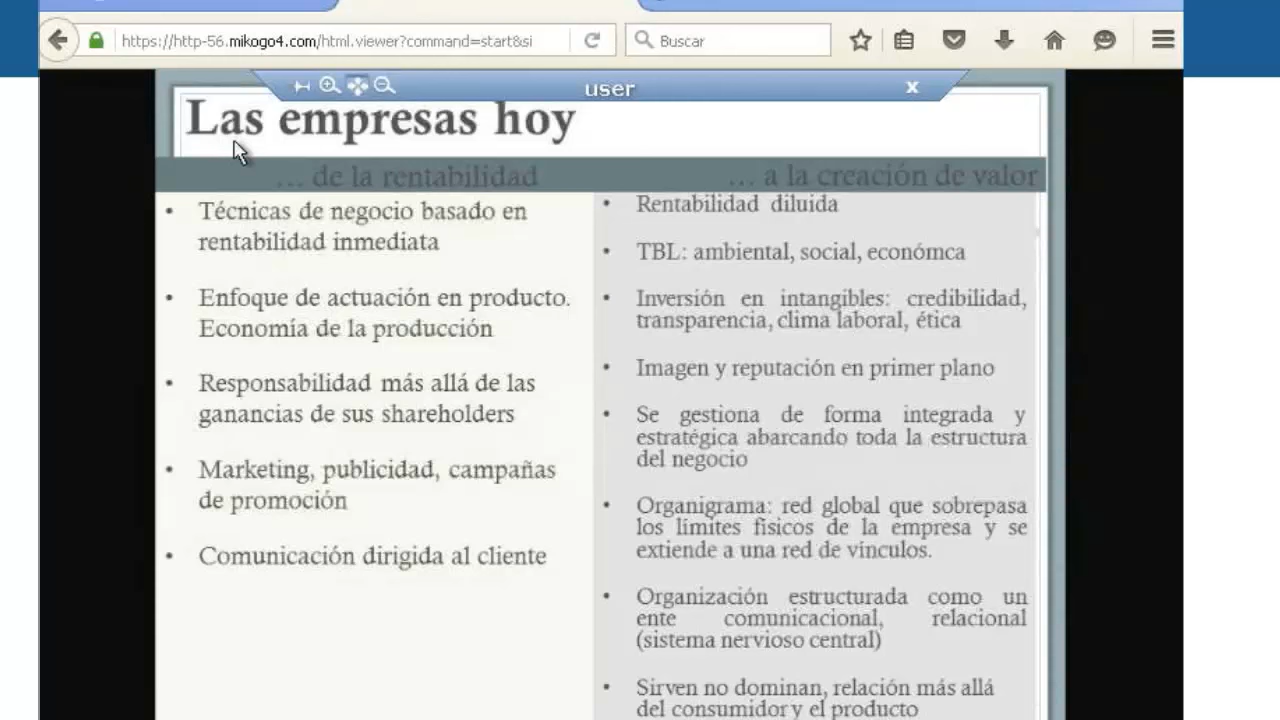 https://http-56.mikogo4.com/html.viewer?command=start&si
Buscar
user
x
Las empresas hoy
... de la rentabilidad
... a la creación de valor
• Técnicas de negocio basado en
rentabilidad inmediata
• Enfoque de actuación en producto.
Economía de la producción
• Responsabilidad más allá de las
ganancias de sus shareholders
• Marketing, publicidad, campañas
de promoción
• Comunicación dirigida al cliente
• Rentabilidad diluida
• TBL: ambiental, social, económca
• Inversión en intangibles: credibilidad,
transparencia, clima laboral, ética
• Imagen y reputación en primer plano
• Se gestiona de forma integrada y
estratégica abarcando toda la estructura
del negocio
• Organigrama: red global que sobrepasa
los límites físicos de la empresa y se
extiende a una red de vínculos.
• Organización estructurada como un
ente comunicacional, relacional
(sistema nervioso central)
• Sirven no dominan, relación más allá
del consumidor y el producto